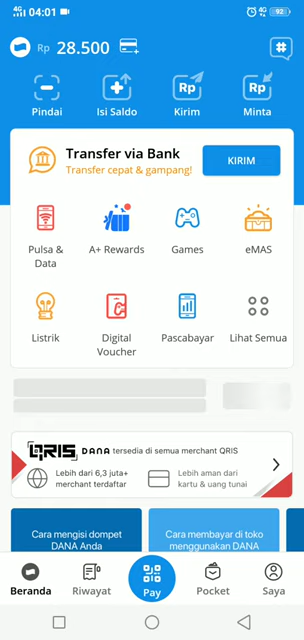 4G 04:01 4G 92
Rp 28.500
Pindai Isi Saldo Kirim Minta
Rp Rp
Transfer via Bank
Transfer cepat & gampang!
KIRIM
Pulsa & Data
A+ Rewards
Games
eMAS
Listrik
Digital Voucher
Pascabayar
Lihat Semua
QRIS DANA tersedia di semua merchant QRIS
Lebih dari 6,3 juta+
merchant terdaftar
Lebih aman dari
kartu & uang tunai
Cara mengisi dompet
DANA Anda
Cara membayar di toko
menggunakan DANA
Beranda Riwayat Pay Pocket Saya